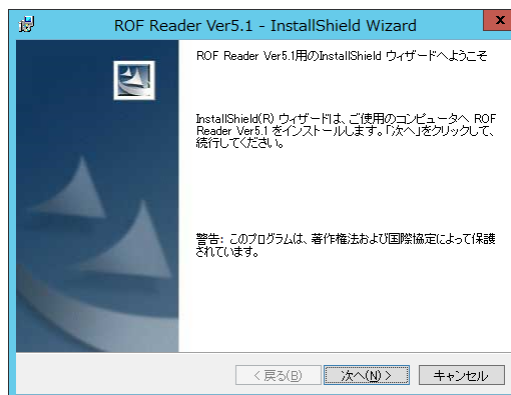 ROF Reader Ver5.1 - InstallShield Wizard
x
ROF Reader Ver5.1用のInstallShield ウィザードへようこそ
InstallShield(R) ウィザードは、ご使用のコンピュータへ ROF
Reader Ver5.1 をインストールします。「次へ」をクリックして、
続行してください。
警告: このプログラムは、著作権法および国際協定によって保護
されています。
< 戻る(B)
次へ(N) >
キャンセル